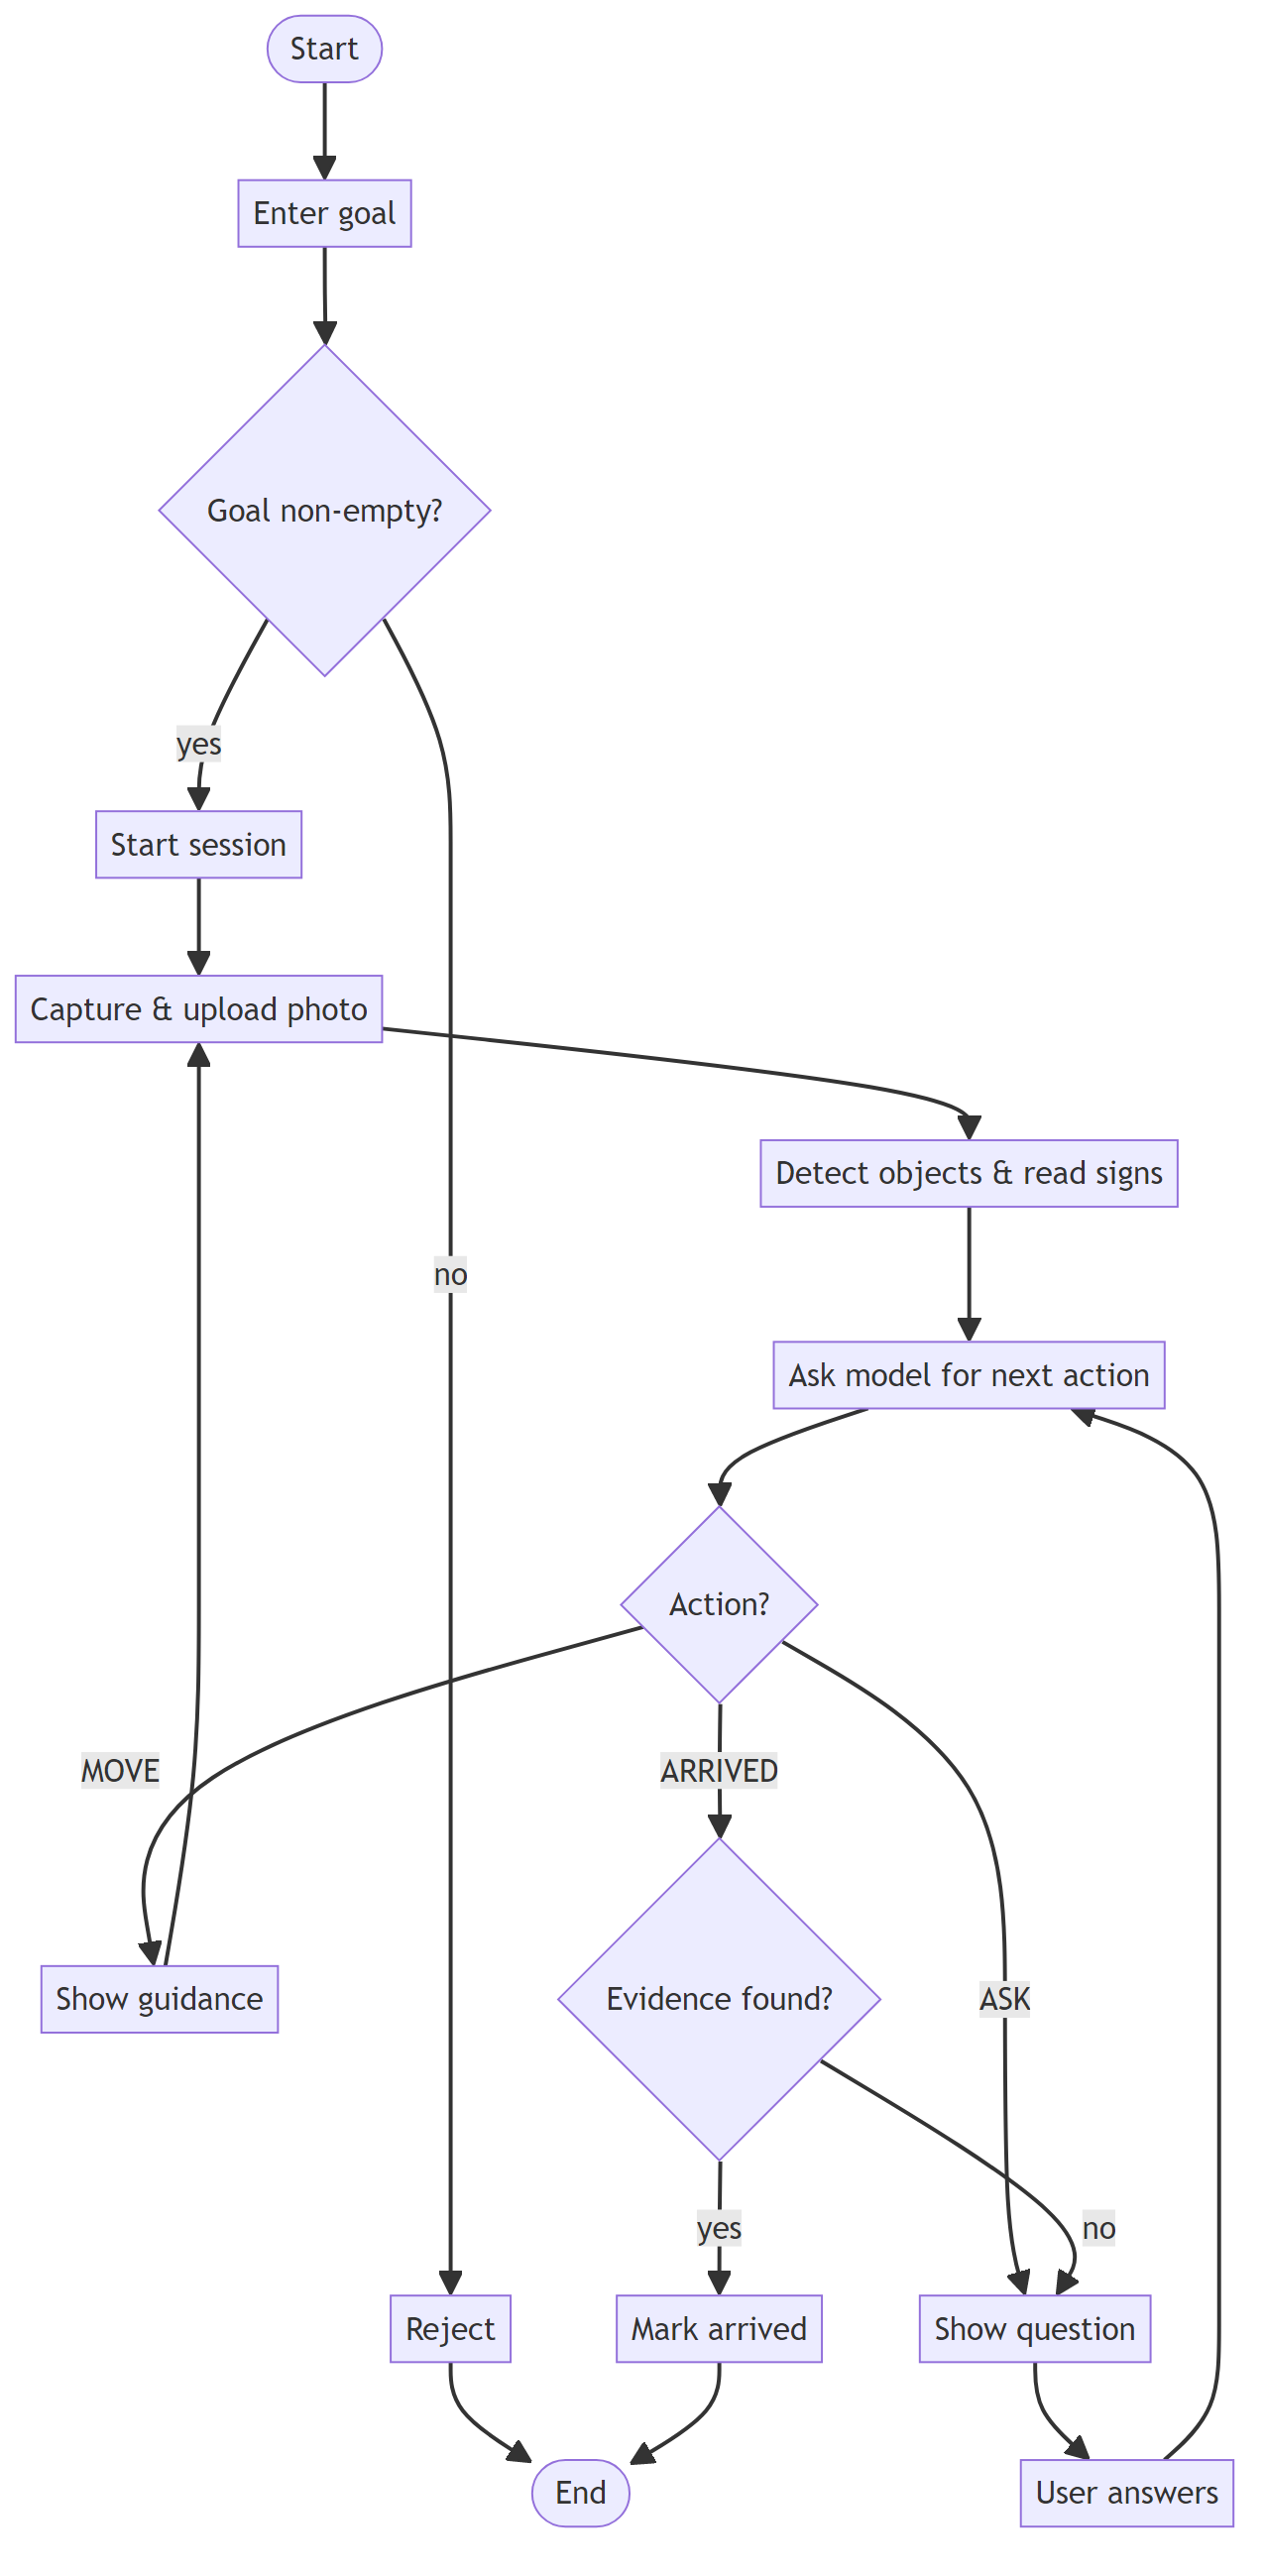 Start
Enter goal
Goal non-empty?
yes
Start session
Capture & upload photo
Detect objects & read signs
no
Ask model for next action
Action?
MOVE
ARRIVED
Show guidance
Evidence found?
ASK
yes
no
Reject
Mark arrived
Show question
End
User answers